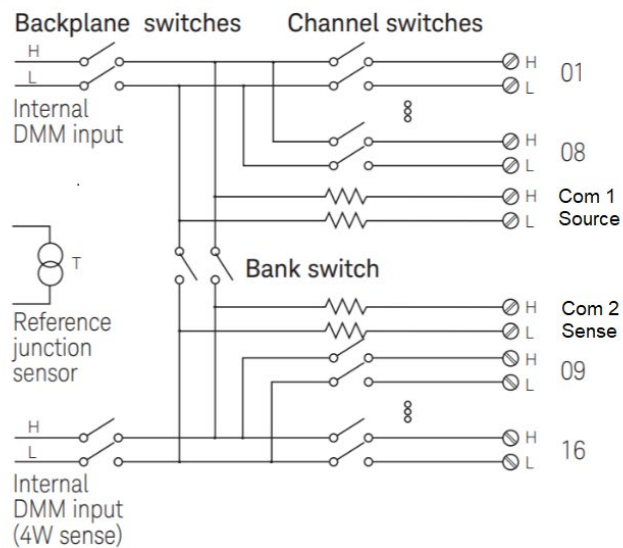 Backplane switches Channel switches
H
L
Internal
DMM input
H
L
01
H
L
08
H
L
Com 1
Source
T
Reference
junction
sensor
Bank switch
H
L
Com 2
Sense
H
L
09
H
L
Internal
DMM input
(4W sense)
H
L
16